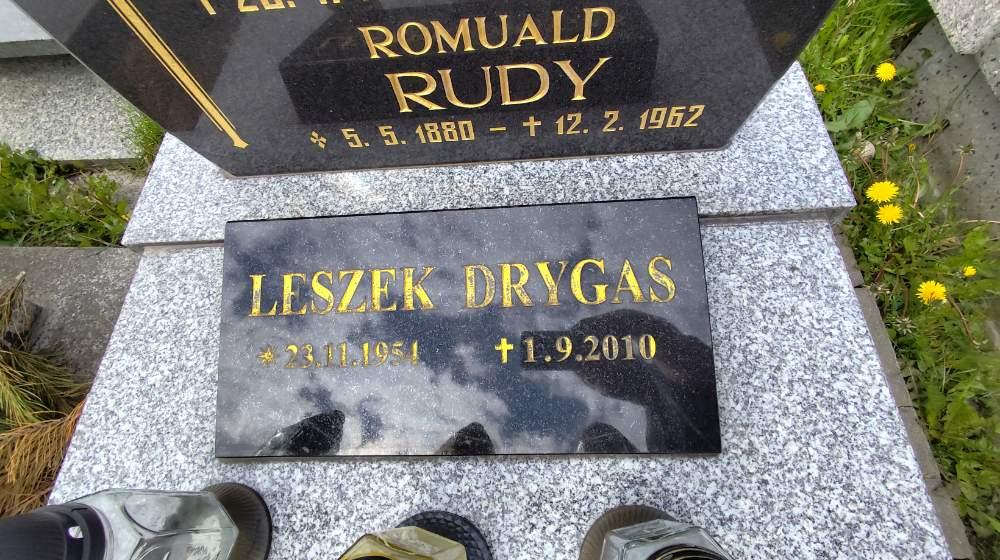 ROMUALD
RUDY
* 5. 5. 1880 – † 12. 2. 1962
LESZEK DRYGAS
* 23.11.1954 † 1.9.2010